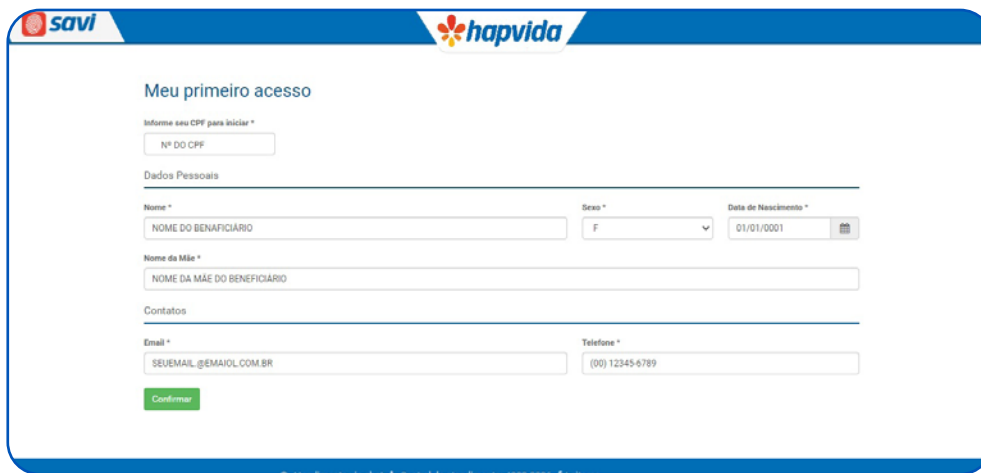 savi
hapvida
Meu primeiro acesso
Informe seu CPF para iniciar *
Nº DO CPF
Dados Pessoais
Nome * Sexo * Data de Nascimento *
NOME DO BENAFICIÁRIO F 01/01/0001
Nome da Mãe *
NOME DA MÃE DO BENEFICIÁRIO
Contatos
Email * Telefone *
SEUEMAIL.@EMAIOL.COM.BR (00) 12345-6789
Confirmar